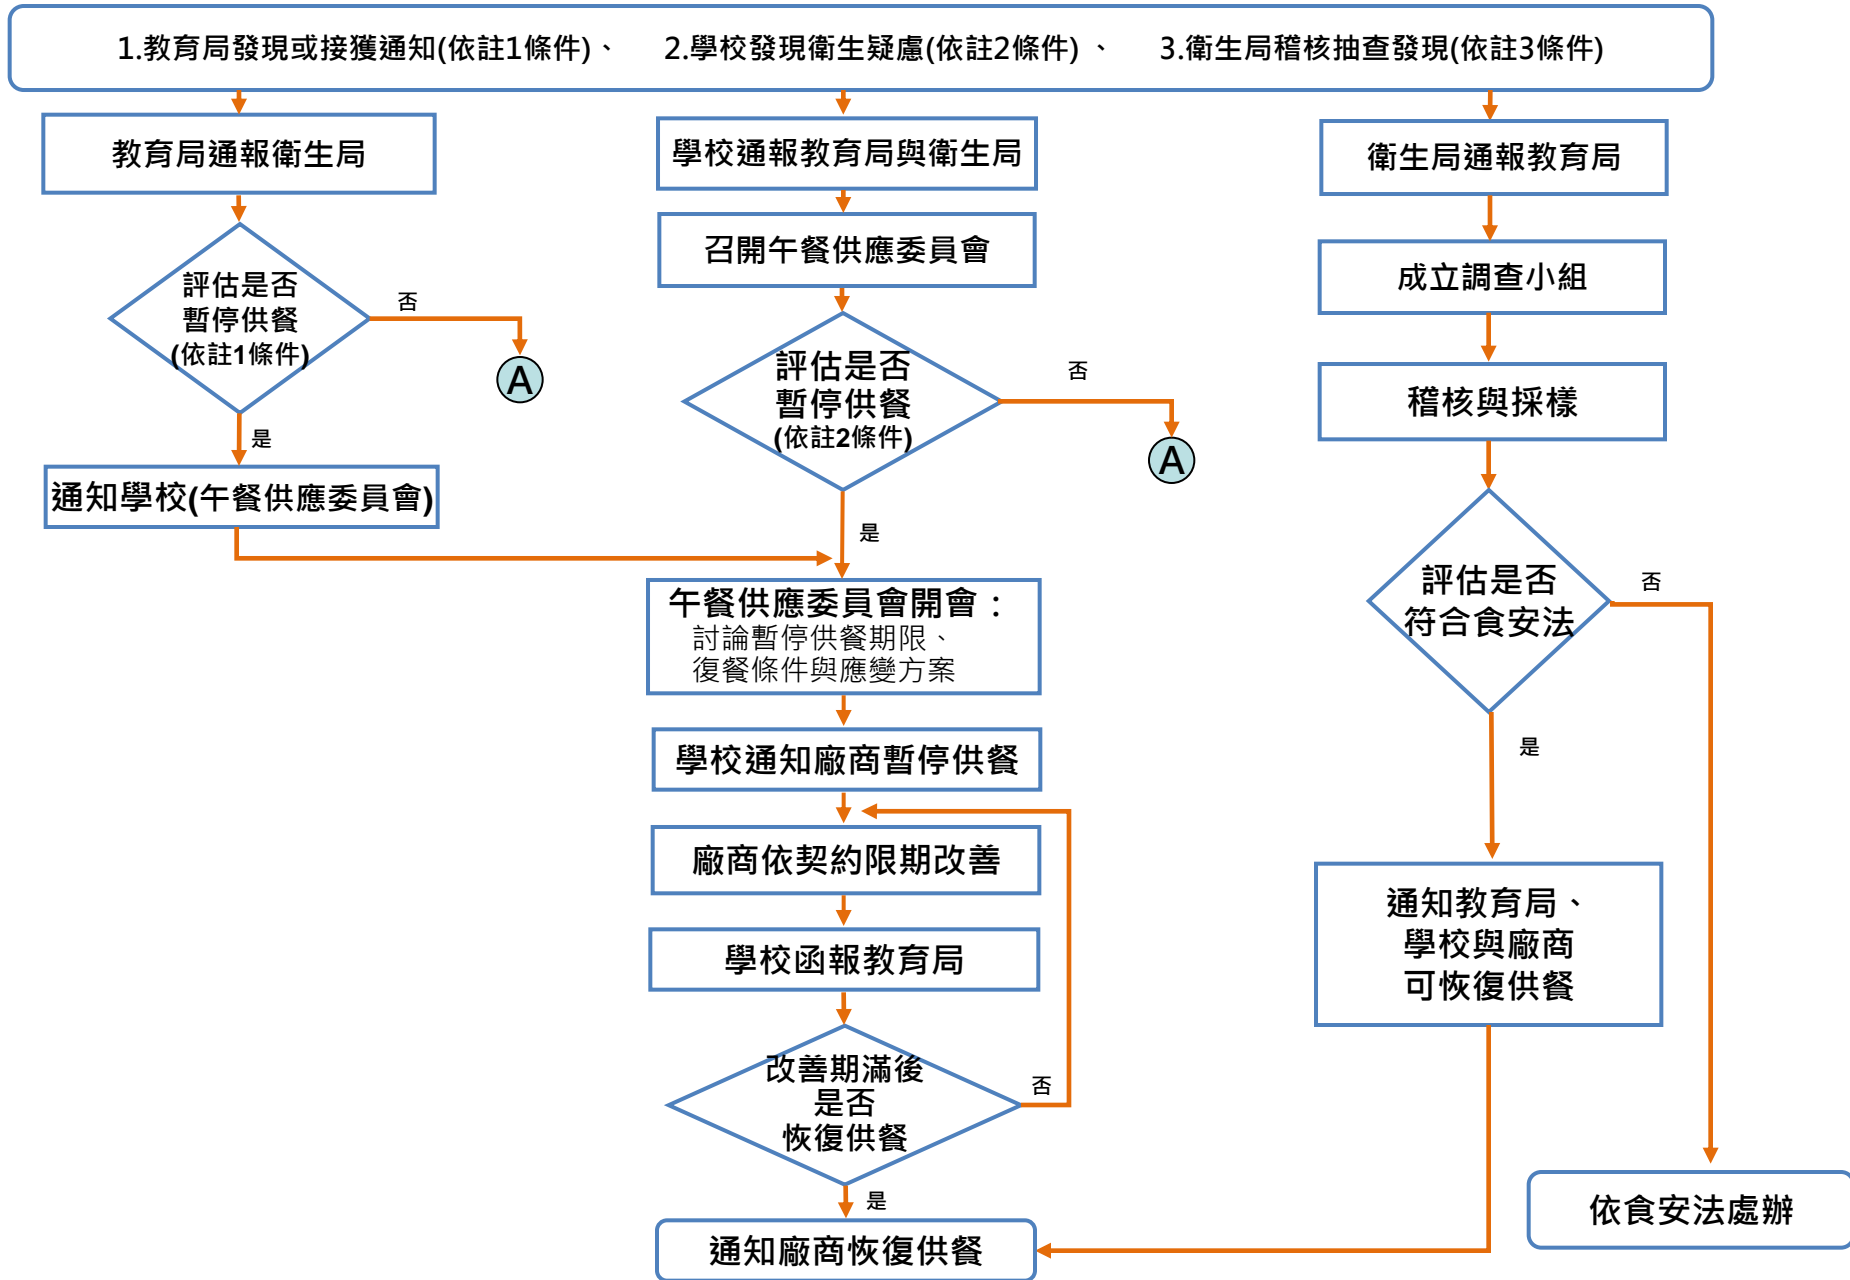 1.教育局發現或接獲通知(依註1條件)、 2.學校發現衛生疑慮(依註2條件)、 3.衛生局稽核抽查發現(依註3條件)
教育局通報衛生局
評估是否
暫停供餐
(依註1條件)
否
A
是
通知學校(午餐供應委員會)
學校通報教育局與衛生局
召開午餐供應委員會
評估是否
暫停供餐
(依註2條件)
否
A
是
午餐供應委員會開會：
討論暫停供餐期限、
復餐條件與應變方案
學校通知廠商暫停供餐
廠商依契約限期改善
學校函報教育局
改善期滿後
是否
恢復供餐
否
是
通知廠商恢復供餐
衛生局通報教育局
成立調查小組
稽核與採樣
評估是否
符合食安法
否
是
通知教育局、
學校與廠商
可恢復供餐
依食安法處辦